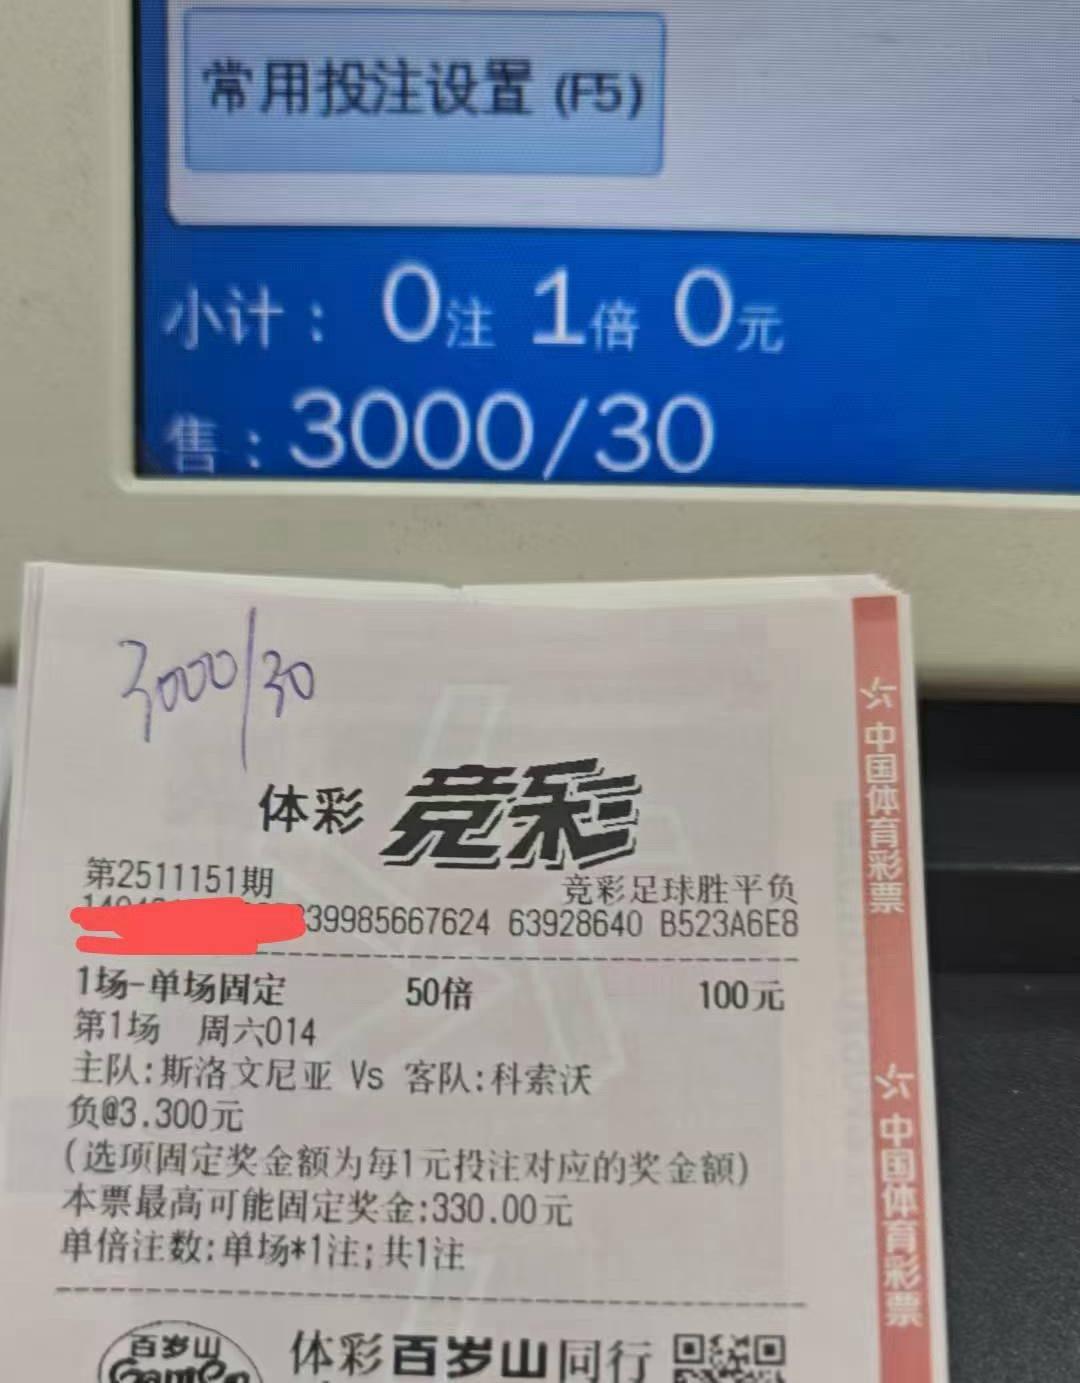 常用投注设置 (F5)
小计： 0注 1倍 0元
售：3000/30
3000/30
体彩 竞彩
第2511151期 竞彩足球胜平负
39985667624 63928640 B523A6E8
1场-单场固定 50倍 100元
第1场 周六014
主队:斯洛文尼亚 Vs 客队:科索沃
负@3.300元
(选项固定奖金额为每1元投注对应的奖金额)
本票最高可能固定奖金:330.00元
单倍注数:单场*1注;共1注
百岁山
体彩百岁山同行
中国体育彩票
中国体育彩票